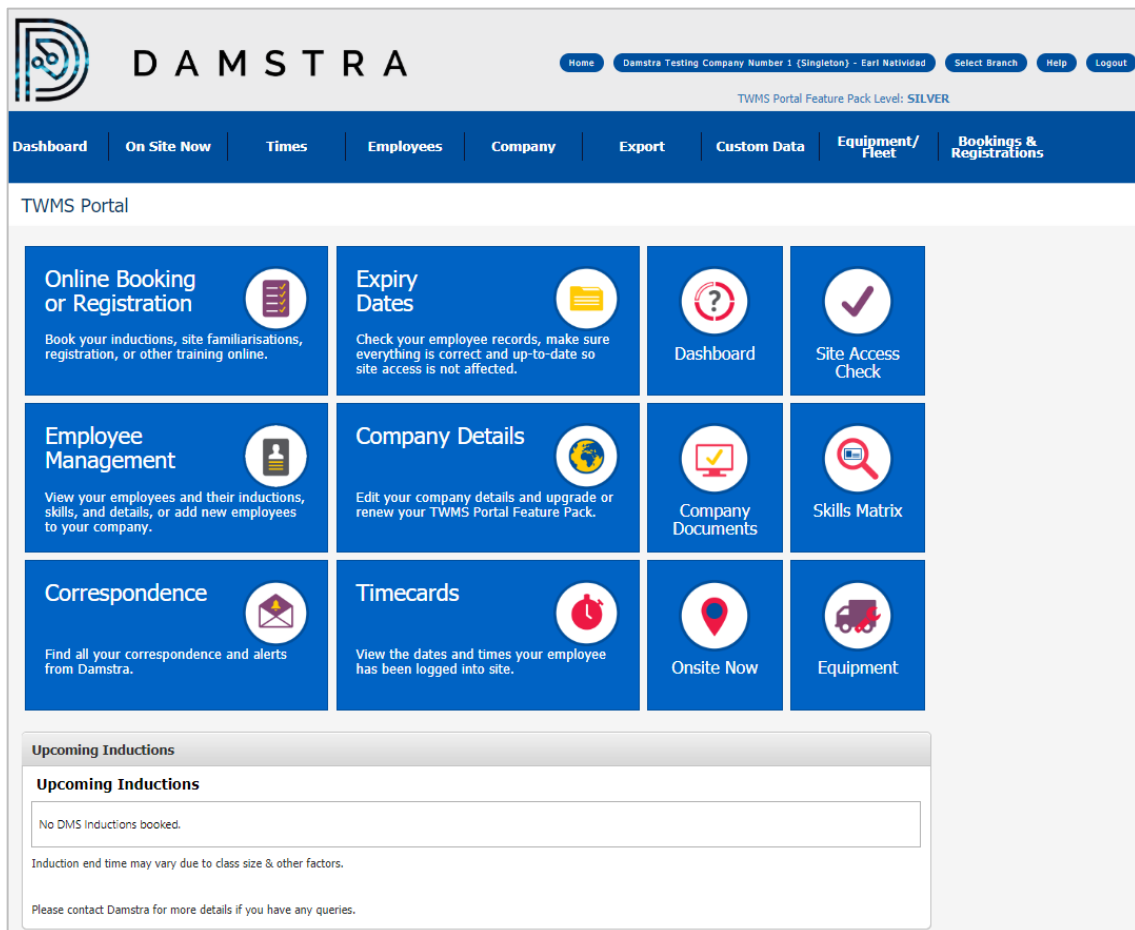 DAMSTRA
Home
Damstra Testing Company Number 1 {Singleton} - Earl Natividad
Select Branch
Help
Logout
TWMS Portal Feature Pack Level: SILVER
Dashboard
On Site Now
Times
Employees
Company
Export
Custom Data
Equipment/
Fleet
Bookings &
Registrations
TWMS Portal
Online Booking
or Registration
Book your inductions, site familiarisations,
registration, or other training online.
Expiry
Dates
Check your employee records, make sure
everything is correct and up-to-date so
site access is not affected.
Dashboard
Site Access
Check
Employee
Management
View your employees and their inductions,
skills, and details, or add new employees
to your company.
Company Details
Edit your company details and upgrade or
renew your TWMS Portal Feature Pack.
Company
Documents
Skills Matrix
Correspondence
Find all your correspondence and alerts
from Damstra.
Timecards
View the dates and times your employee
has been logged into site.
Onsite Now
Equipment
Upcoming Inductions
Upcoming Inductions
No DMS Inductions booked.
Induction end time may vary due to class size & other factors.
Please contact Damstra for more details if you have any queries.